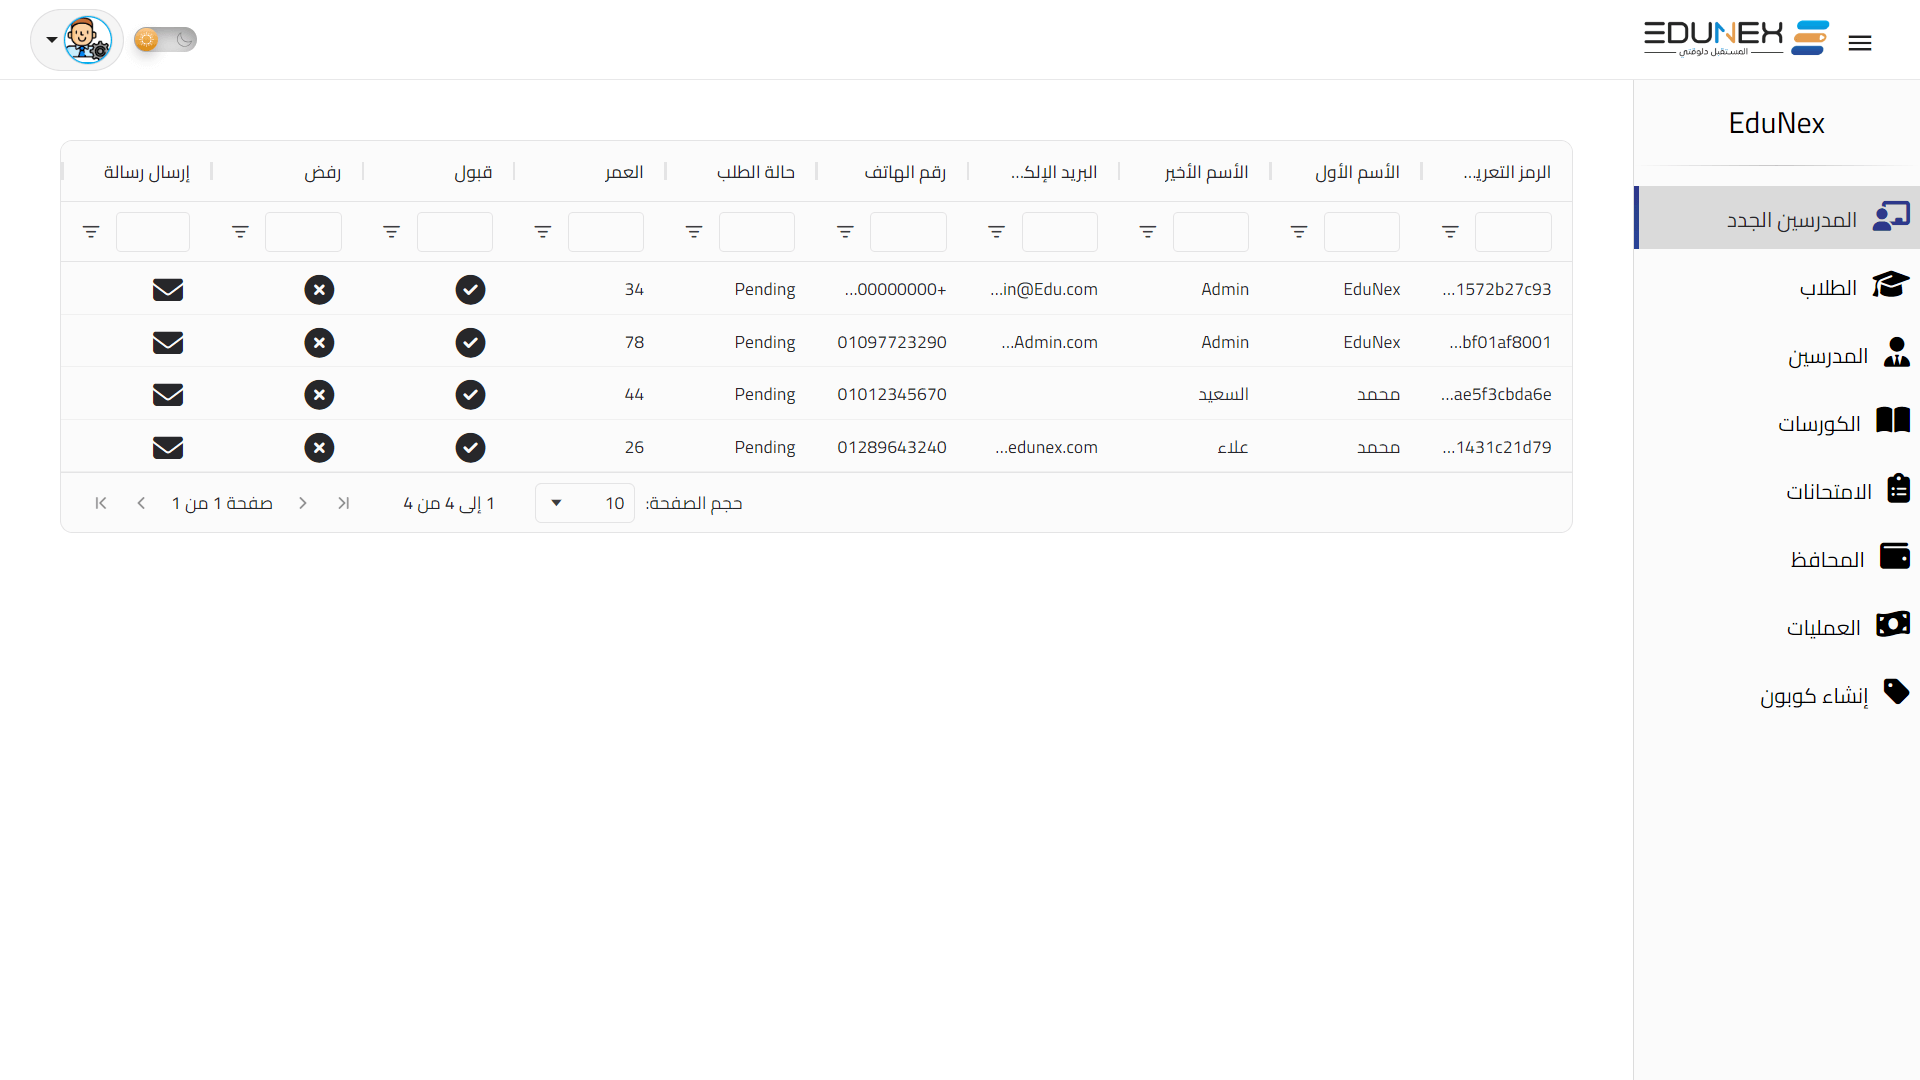 EDUNEX
المستقبل دلوقتي
EduNex
المدرسين الجدد
الطلاب
المدرسين
الكورسات
الامتحانات
المحافظ
العمليات
إنشاء كوبون
الرمز التعريـ... الأسم الأول الأسم الأخير البريد الإلكـ... رقم الهاتف حالة الطلب العمر قبول رفض إرسال رسالة
1572b27c93... EduNex Admin in@Edu.com... +00000000... Pending 34
bf01af8001... EduNex Admin Admin.com... 01097723290 Pending 78
ae5f3cbda6e... محمد السعيد 01012345670 Pending 44
1431c21d79... محمد علاء edunex.com... 01289643240 Pending 26
حجم الصفحة: 10 1 إلى 4 من 4 صفحة 1 من 1